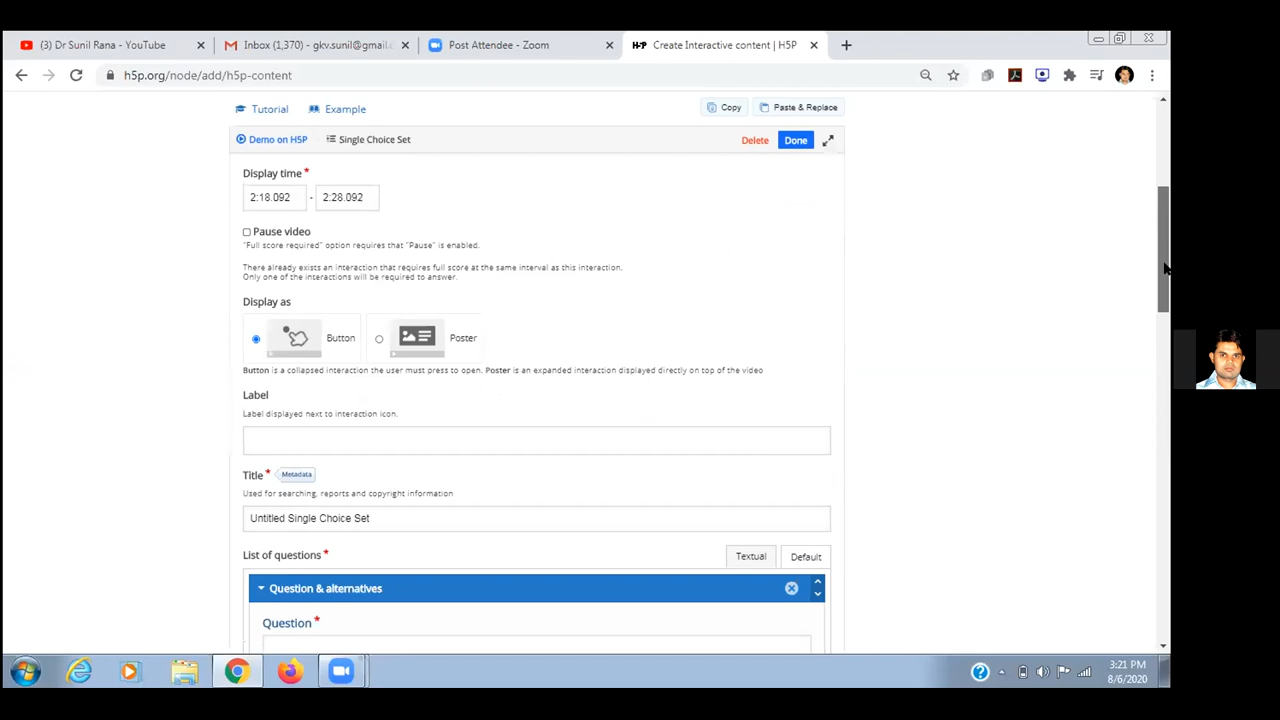 (3) Dr Sunil Rana - YouTube
Inbox (1,370) - gkv.sunil@gmail.
Post Attendee - Zoom
H-P Create Interactive content | H5P
h5p.org/node/add/h5p-content
Tutorial Example Copy Paste & Replace
Demo on H5P Single Choice Set Delete Done
Display time *
2:18.092 - 2:28.092
Pause video
"Full score required" option requires that "Pause" is enabled.
There already exists an interaction that requires full score at the same interval as this interaction.
Only one of the interactions will be required to answer.
Display as
Button Poster
Button is a collapsed interaction the user must press to open. Poster is an expanded interaction displayed directly on top of the video
Label
Label displayed next to interaction icon.
Title * Metadata
Used for searching, reports and copyright information
Untitled Single Choice Set
List of questions * Textual Default
Question & alternatives
Question *
3:21 PM
8/6/2020